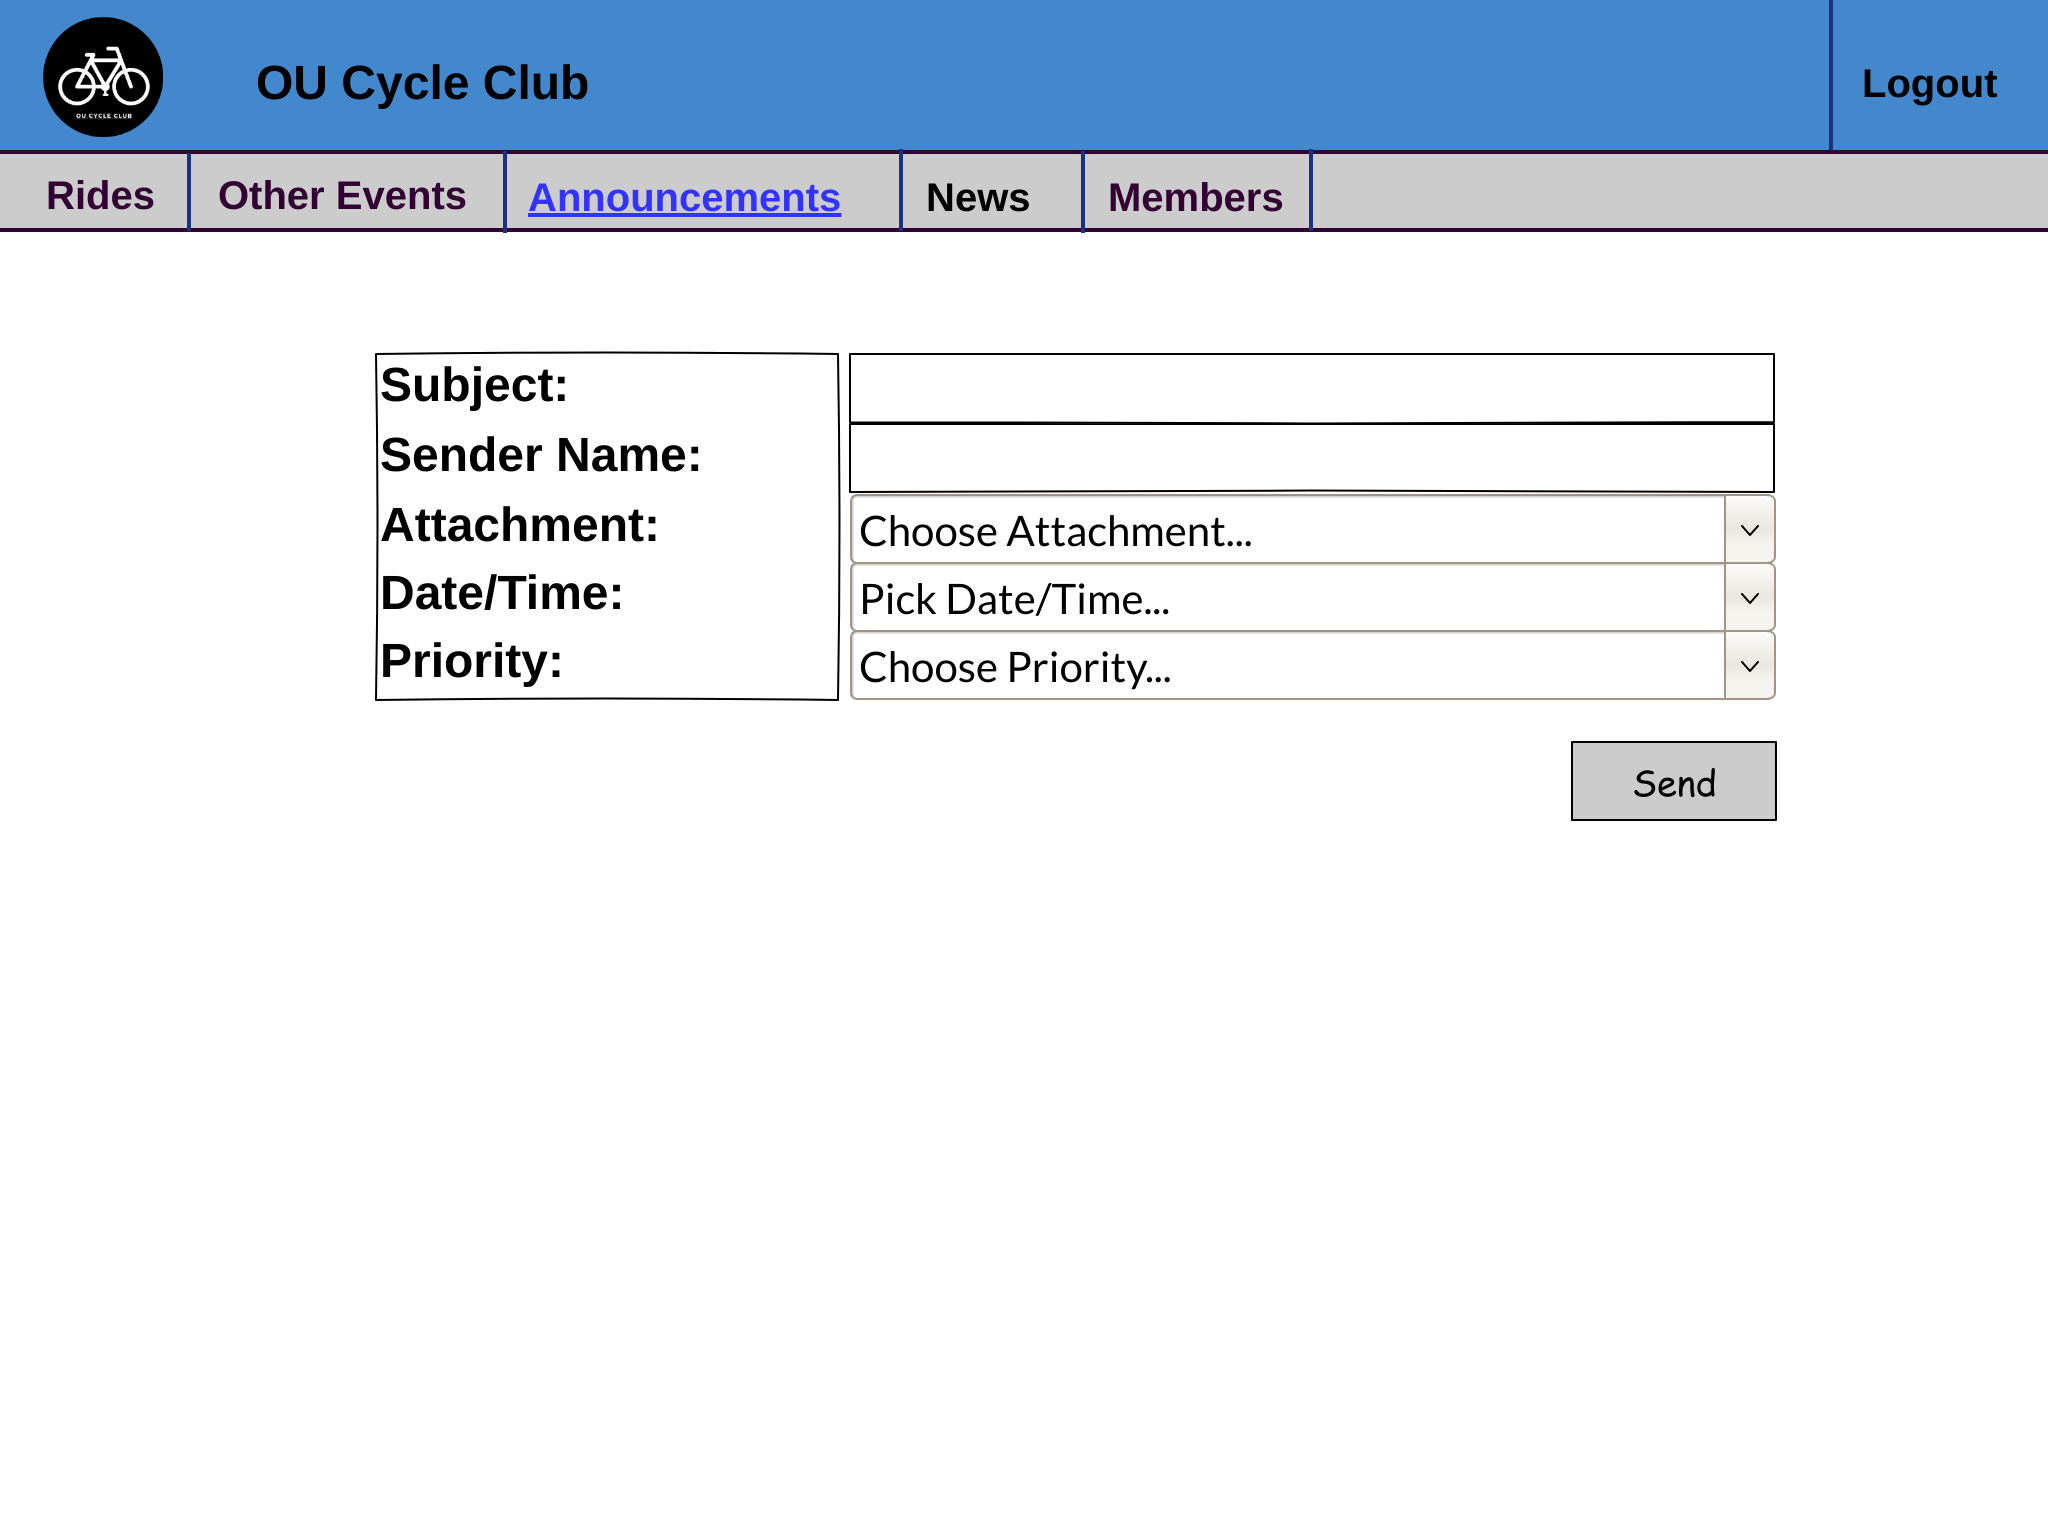 OU Cycle Club
Logout
OU CYCLE CLUB
Rides Other Events Announcements News Members
Subject:
Sender Name:
Attachment: Choose Attachment...
Date/Time: Pick Date/Time...
Priority: Choose Priority...
Send